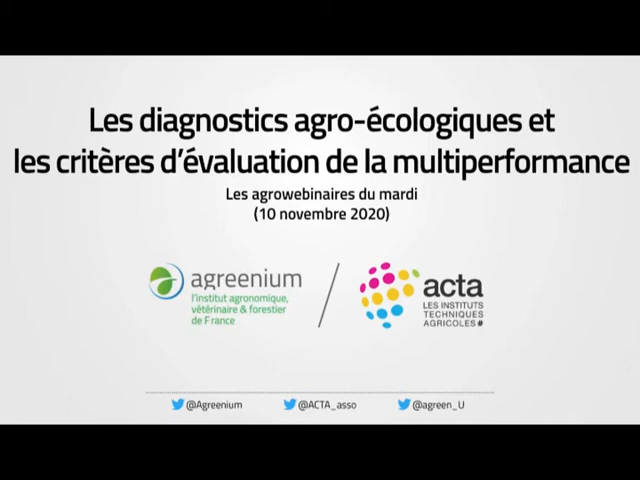 Les diagnostics agro-écologiques et
les critères d'évaluation de la multiperformance
Les agrowebinaires du mardi
(10 novembre 2020)
agreenium
l'institut agronomique,
vétérinaire & forestier
de France
acta
LES INSTITUTS
TECHNIQUES
AGRICOLES#
@Agreenium @ACTA_asso @agreen_U